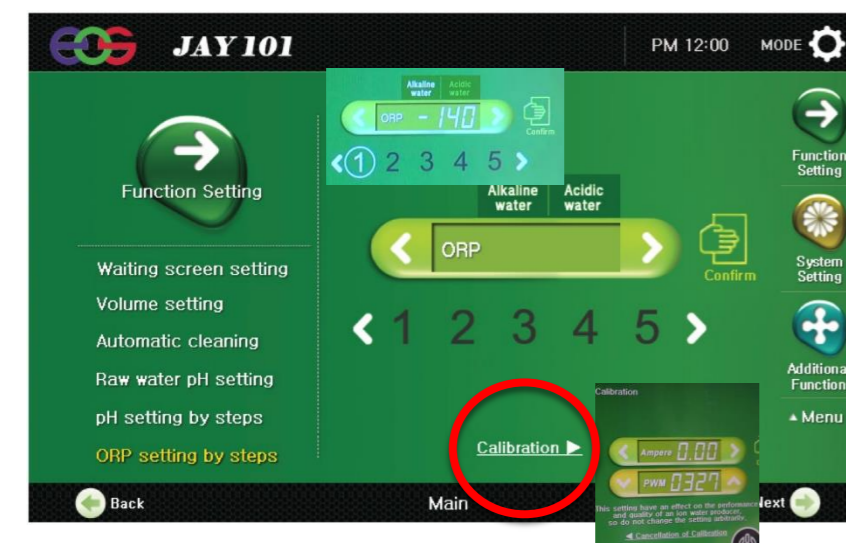 EOS JAY 101
PM 12:00 MODE
Function Setting
Waiting screen setting
Volume setting
Automatic cleaning
Raw water pH setting
pH setting by steps
ORP setting by steps
Alkaline water Acidic water
ORP -140
Confirm
1 2 3 4 5
Alkaline water
Acidic water
ORP
Confirm
1 2 3 4 5
Calibration ▶
Calibration
Ampere 0.00
PWM 0327
This setting have an effect on the performance
and quality of an ion water producer,
so do not change the setting arbitrarily.
◀ Cancellation of Calibration
Function
Setting
System
Setting
Additiona
Function
▲ Menu
Back
Main
Next